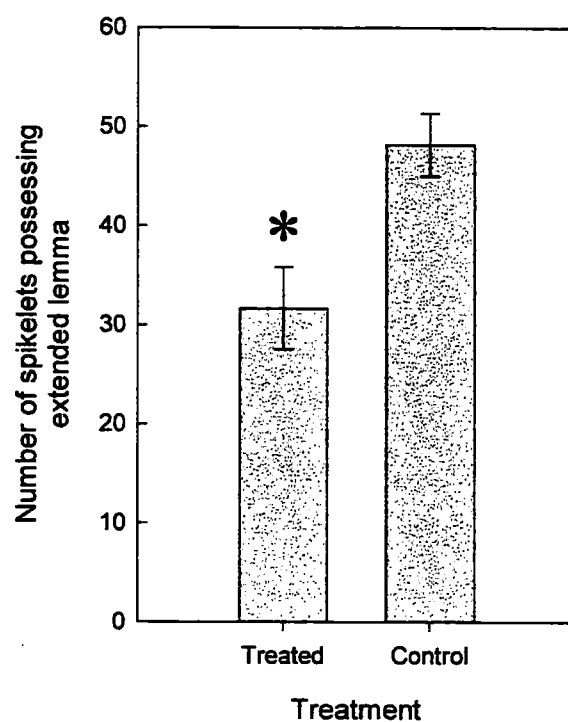 Number of spikelets possessing
extended lemma
60
50
40
30
20
10
0
*
Treated
Control
Treatment